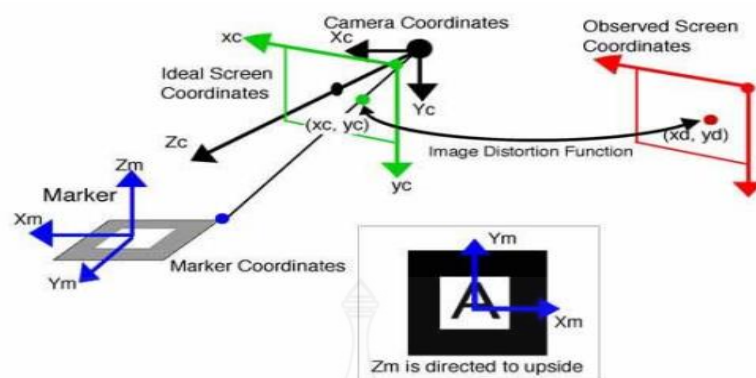 Camera Coordinates
Observed Screen
Coordinates
xc
Xc
Ideal Screen
Coordinates
Yc
(xc, yc)
(xd, yd)
Zc
Image Distortion Function
Zm
yc
Marker
Xm
Marker Coordinates
Ym
Ym
A
Xm
Zm is directed to upside